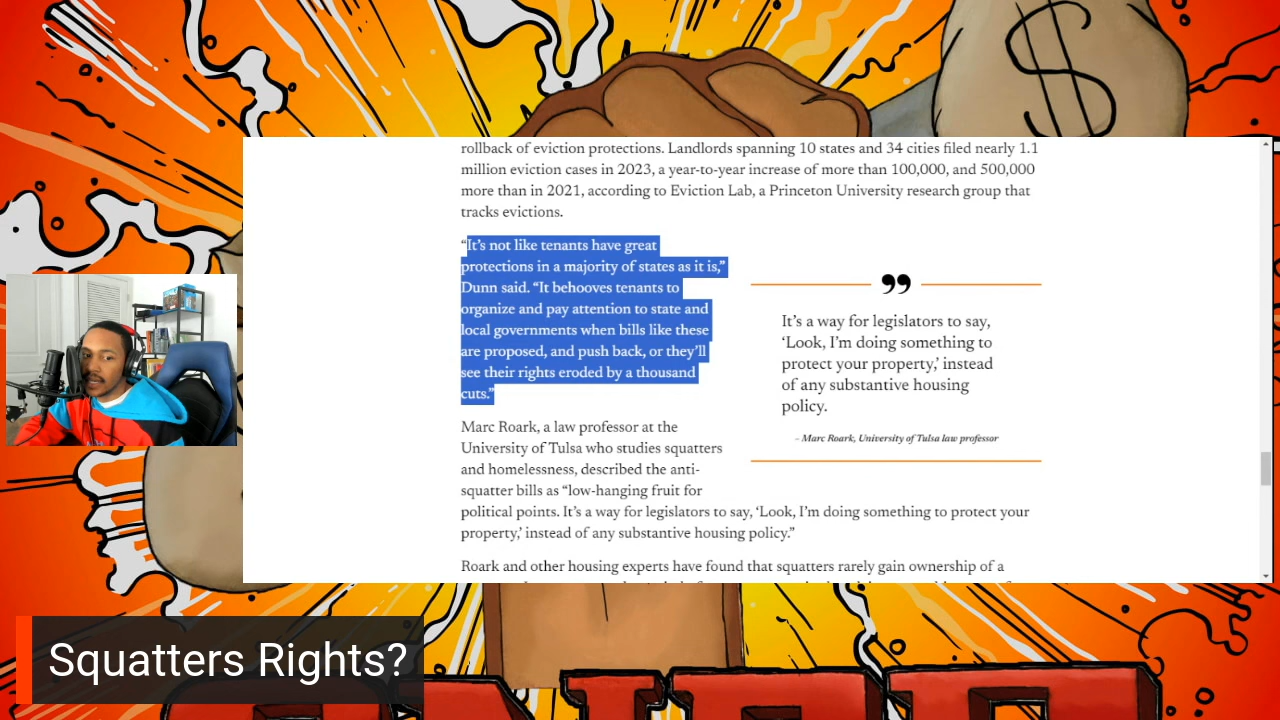 $
rollback of eviction protections. Landlords spanning 10 states and 34 cities filed nearly 1.1
million eviction cases in 2023, a year-to-year increase of more than 100,000, and 500,000
more than in 2021, according to Eviction Lab, a Princeton University research group that
tracks evictions.
“It’s not like tenants have great
protections in a majority of states as it is,”
Dunn said. “It behooves tenants to
organize and pay attention to state and
local governments when bills like these
are proposed, and push back, or they’ll
see their rights eroded by a thousand
cuts.”
”
It’s a way for legislators to say,
‘Look, I’m doing something to
protect your property,’ instead
of any substantive housing
policy.
– Marc Roark, University of Tulsa law professor
Marc Roark, a law professor at the
University of Tulsa who studies squatters
and homelessness, described the anti-
squatter bills as “low-hanging fruit for
political points. It’s a way for legislators to say, ‘Look, I’m doing something to protect your
property,’ instead of any substantive housing policy.”
Roark and other housing experts have found that squatters rarely gain ownership of a
Squatters Rights?